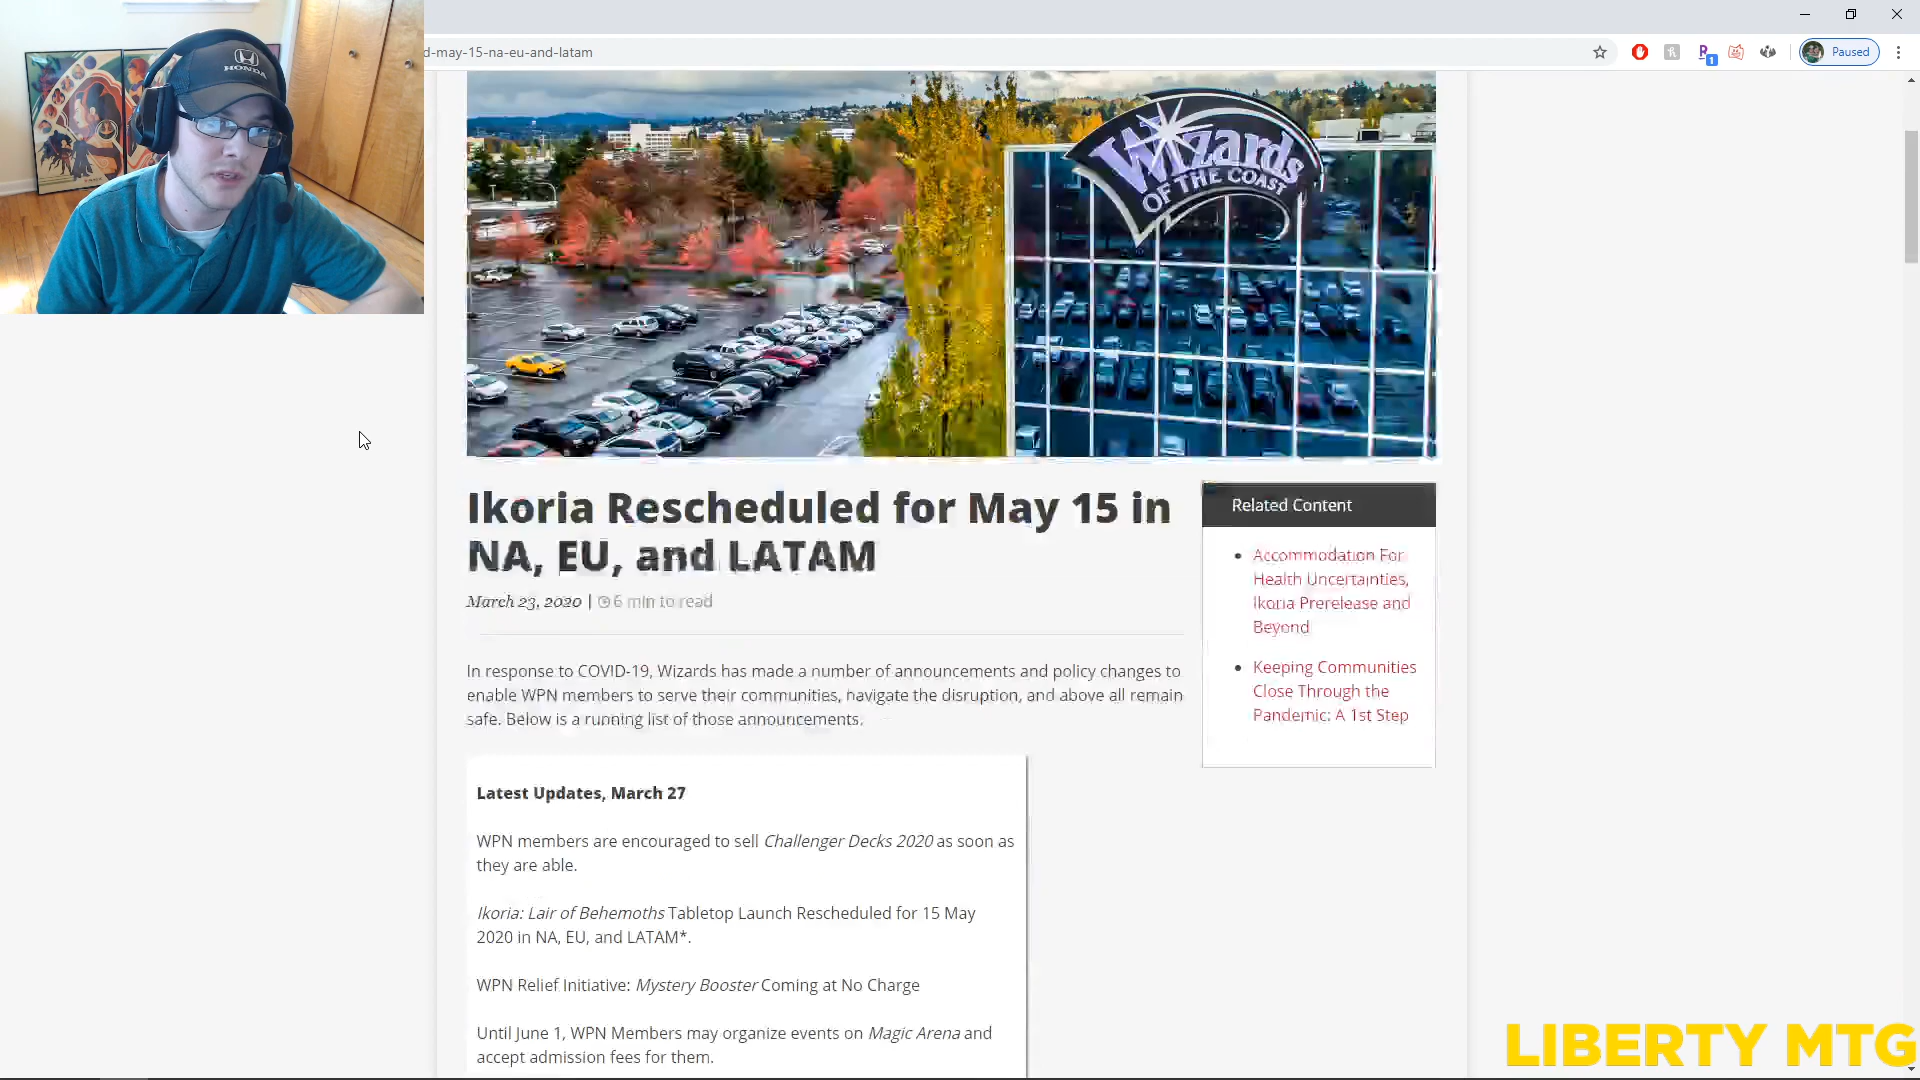 HONDA
d-may-15-na-eu-and-latam
1
Paused
Wizards
OF THE COAST
Ikoria Rescheduled for May 15 in
NA, EU, and LATAM
March 23, 2020 | 6 min to read
In response to COVID-19, Wizards has made a number of announcements and policy changes to
enable WPN members to serve their communities, navigate the disruption, and above all remain
safe. Below is a running list of those announcements.
Latest Updates, March 27
WPN members are encouraged to sell Challenger Decks 2020 as soon as
they are able.
Ikoria: Lair of Behemoths Tabletop Launch Rescheduled for 15 May
2020 in NA, EU, and LATAM*.
WPN Relief Initiative: Mystery Booster Coming at No Charge
Until June 1, WPN Members may organize events on Magic Arena and
accept admission fees for them.
Related Content
Accommodation For
Health Uncertainties,
Ikoria Prerelease and
Beyond
Keeping Communities
Close Through the
Pandemic: A 1st Step
LIBERTY MTG